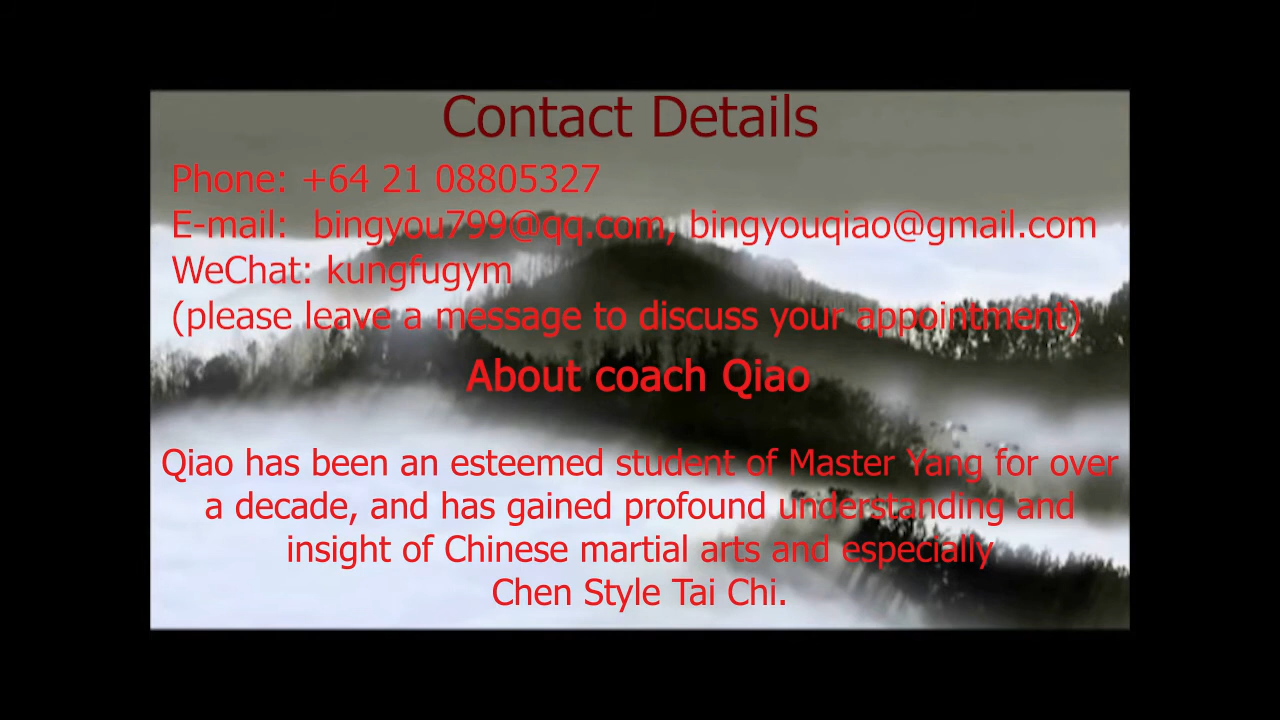 Contact Details
Phone: +64 21 08805327
E-mail:  bingyou799@qq.com, bingyouqiao@gmail.com
WeChat: kungfugym
(please leave a message to discuss your appointment)
About coach Qiao
Qiao has been an esteemed student of Master Yang for over
a decade, and has gained profound understanding and
insight of Chinese martial arts and especially
Chen Style Tai Chi.